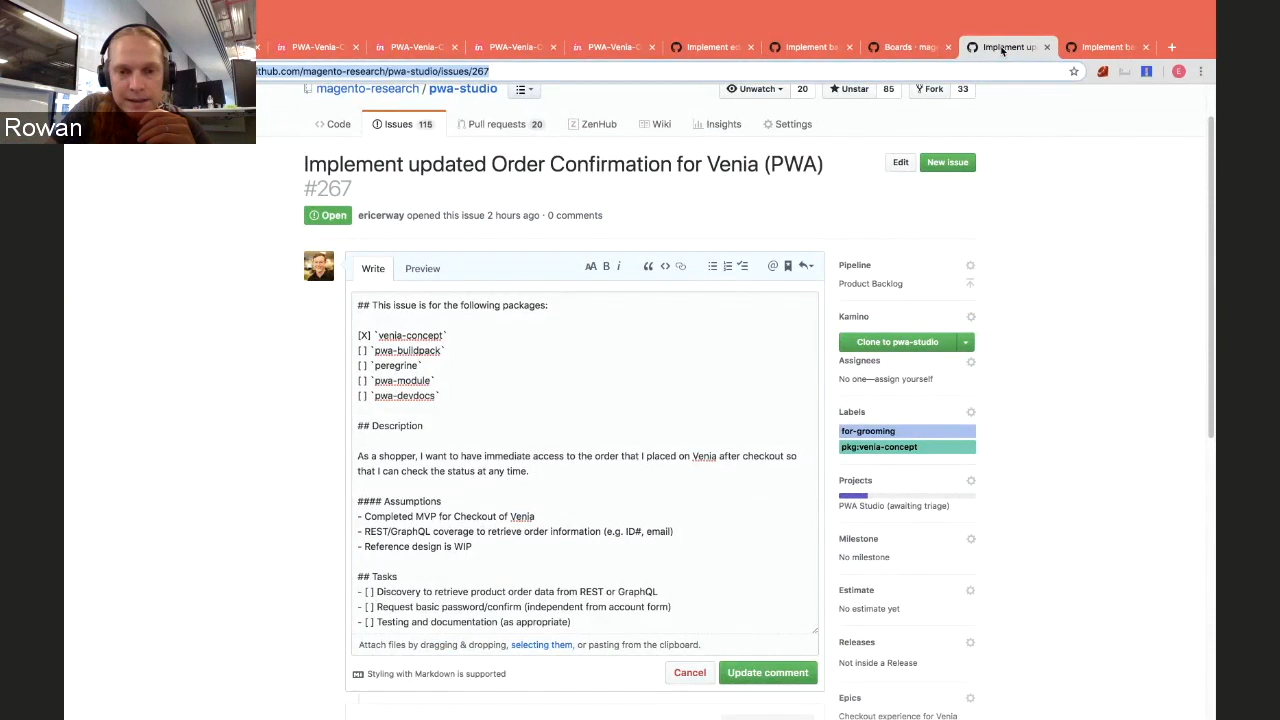 PWA-Venia-C
PWA-Venia-C
PWA-Venia-C
PWA-Venia-C
Implement ed
Implement ba
Boards · mage
Implement up
Implement be
ithub.com/magento-research/pwa-studio/issues/267
E
Rowan
magento-research / pwa-studio
Unwatch
20
Unstar
85
Fork
33
Code
Issues 115
Pull requests 20
ZenHub
Wiki
Insights
Settings
Implement updated Order Confirmation for Venia (PWA)
#267
Edit
New issue
Open
ericerway opened this issue 2 hours ago · 0 comments
Write
Preview
## This issue is for the following packages:
[X] `venia-concept`
[ ] `pwa-buildpack`
[ ] `peregrine`
[ ] `pwa-module`
[ ] `pwa-devdocs`
## Description
As a shopper, I want to have immediate access to the order that I placed on Venia after checkout so
that I can check the status at any time.
#### Assumptions
- Completed MVP for Checkout of Venia
- REST/GraphQL coverage to retrieve order information (e.g. ID#, email)
- Reference design is WIP
## Tasks
- [ ] Discovery to retrieve product order data from REST or GraphQL
- [ ] Request basic password/confirm (independent from account form)
- [ ] Testing and documentation (as appropriate)
Attach files by dragging & dropping, selecting them, or pasting from the clipboard.
Styling with Markdown is supported
Cancel
Update comment
Pipeline
Product Backlog
Kamino
Clone to pwa-studio
Assignees
No one—assign yourself
Labels
for-grooming
pkg:venia-concept
Projects
PWA Studio (awaiting triage)
Milestone
No milestone
Estimate
No estimate yet
Releases
Not inside a Release
Epics
Checkout experience for Venia